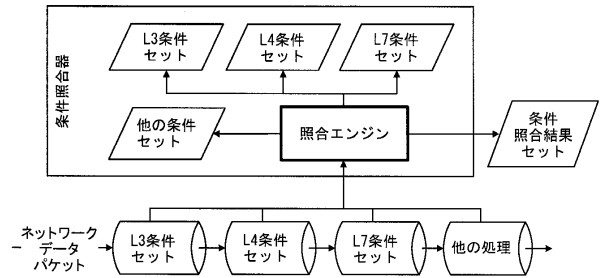 L3条件
セット
L4条件
セット
L7条件
セット
条件照合器
他の条件
セット
照合エンジン
条件
照合結果
セット
ネットワーク
データ
パケット
L3条件
セット
L4条件
セット
L7条件
セット
他の処理